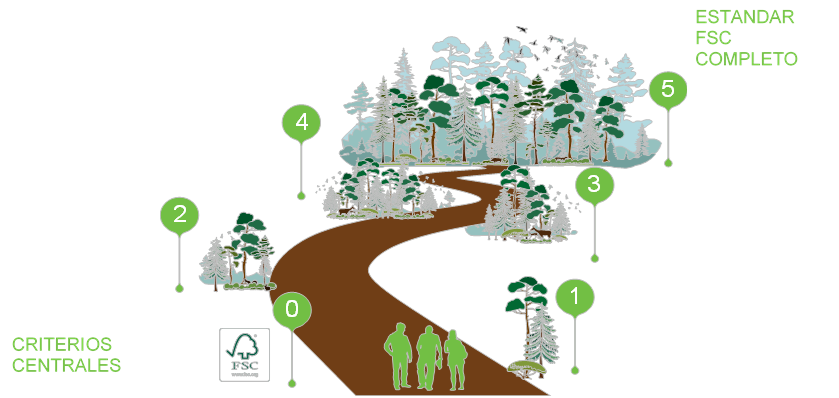 ESTANDAR
FSC
COMPLETO
5
4
3
2
1
0
CRITERIOS
CENTRALES
FSC